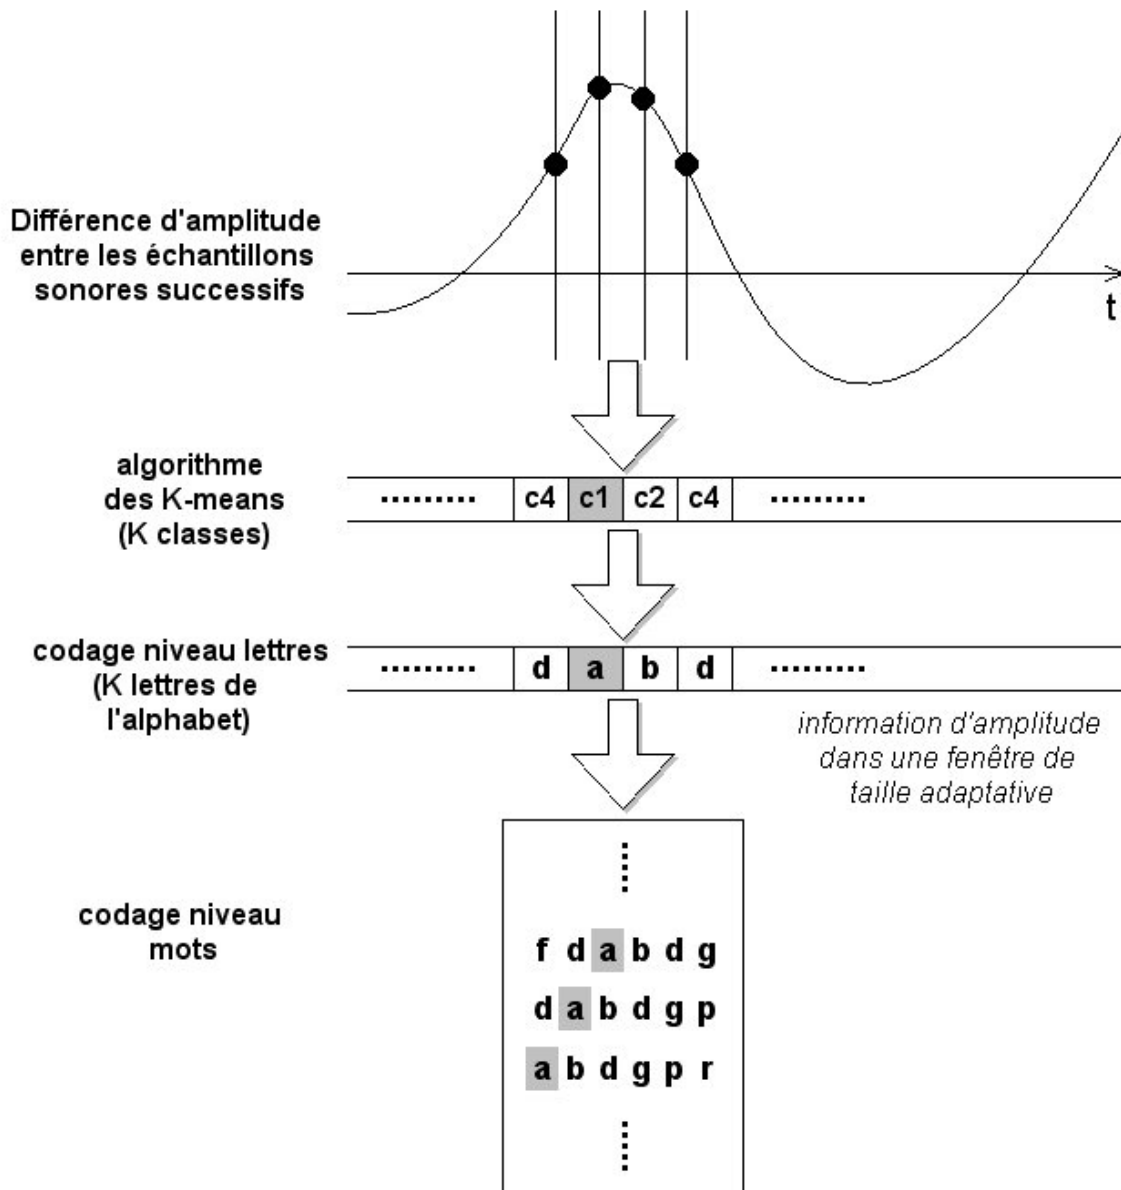 Différence d'amplitude
entre les échantillons
sonores successifs
t
algorithme
des K-means
(K classes)
......... c4 c1 c2 c4 .........
codage niveau lettres
(K lettres de
l'alphabet)
......... d a b d .........
information d'amplitude
dans une fenêtre de
taille adaptative
codage niveau
mots
f d a b d g
d a b d g p
a b d g p r